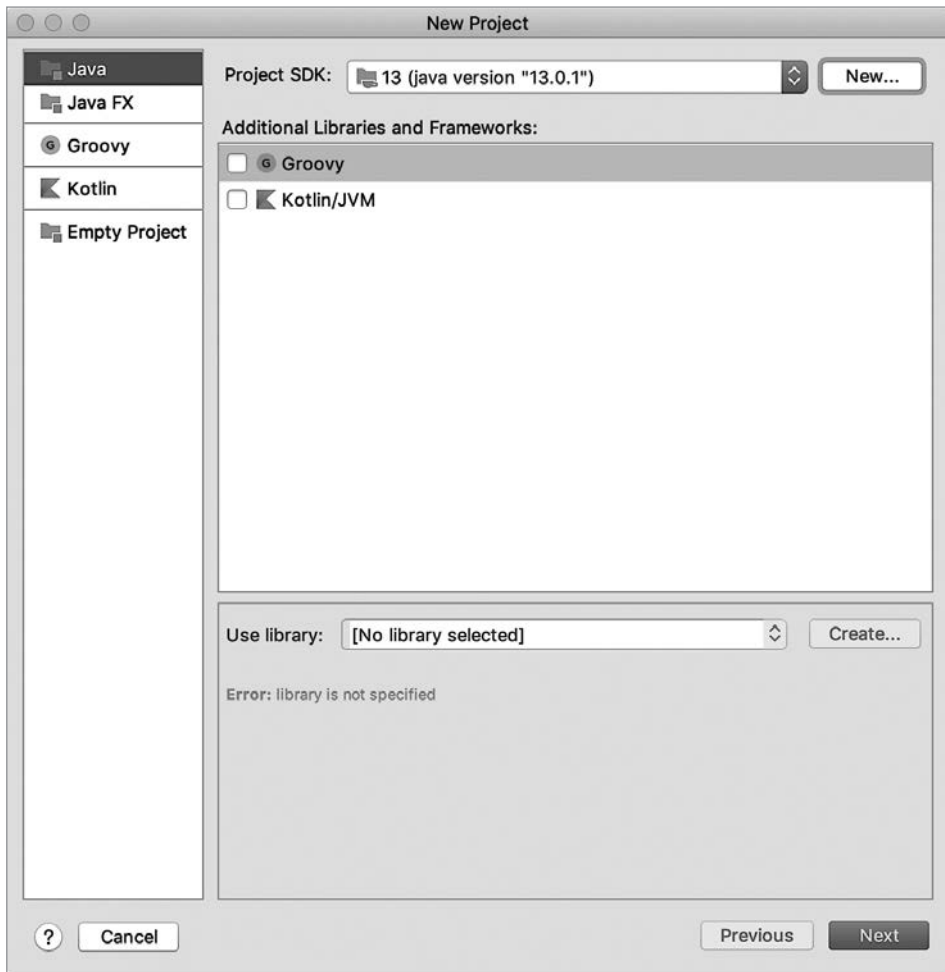 New Project
Java
Java FX
G Groovy
Kotlin
Empty Project
Project SDK: 13 (java version "13.0.1") New...
Additional Libraries and Frameworks:
G Groovy
Kotlin/JVM
Use library: [No library selected] Create...
Error: library is not specified
? Cancel Previous Next